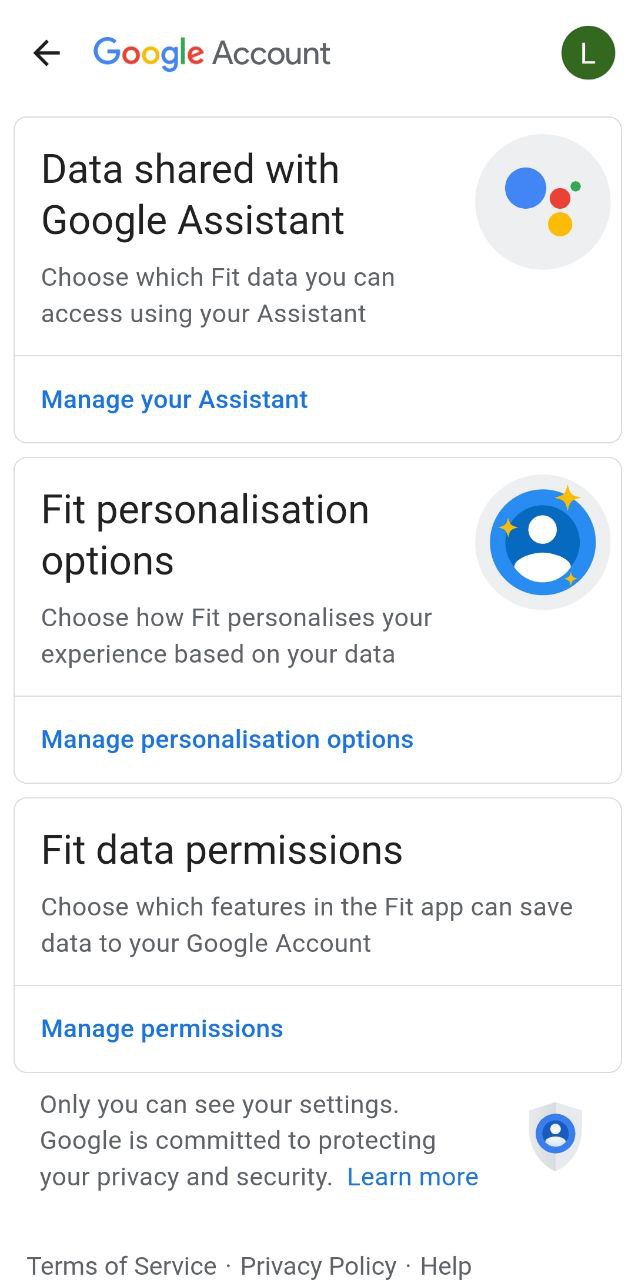 Google Account
L
Data shared with
Google Assistant
Choose which Fit data you can
access using your Assistant
Manage your Assistant
Fit personalisation
options
Choose how Fit personalises your
experience based on your data
Manage personalisation options
Fit data permissions
Choose which features in the Fit app can save
data to your Google Account
Manage permissions
Only you can see your settings.
Google is committed to protecting
your privacy and security. Learn more
Terms of Service · Privacy Policy · Help